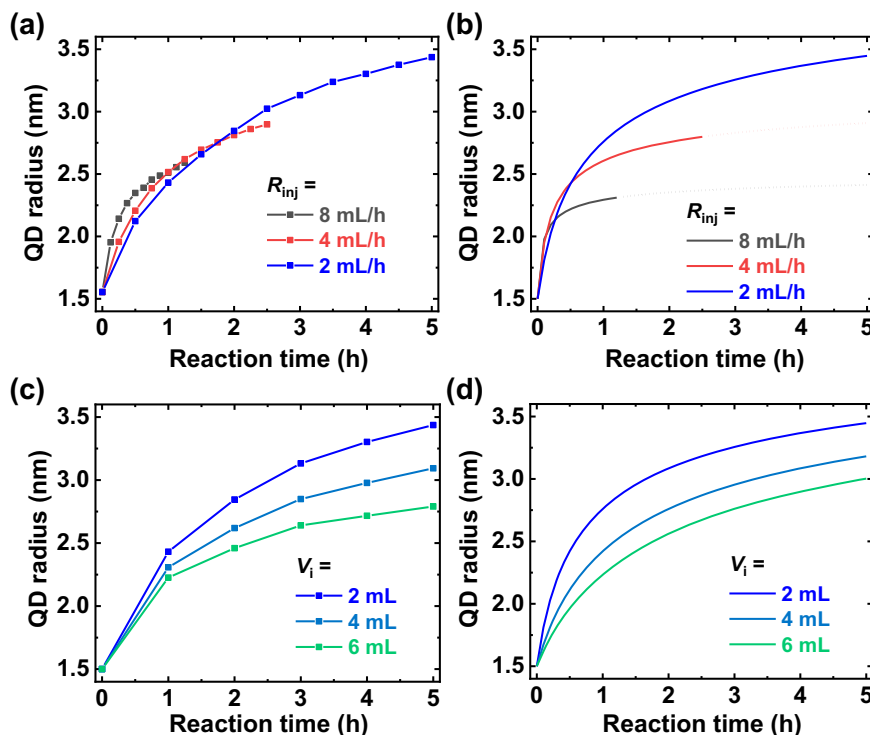 (a)
3.5
3.0
2.5
2.0
1.5
QD radius (nm)
R_inj =
8 mL/h
4 mL/h
2 mL/h
0 1 2 3 4 5
Reaction time (h)
(b)
3.5
3.0
2.5
2.0
1.5
QD radius (nm)
R_inj =
8 mL/h
4 mL/h
2 mL/h
0 1 2 3 4 5
Reaction time (h)
(c)
3.5
3.0
2.5
2.0
1.5
QD radius (nm)
V_i =
2 mL
4 mL
6 mL
0 1 2 3 4 5
Reaction time (h)
(d)
3.5
3.0
2.5
2.0
1.5
QD radius (nm)
V_i =
2 mL
4 mL
6 mL
0 1 2 3 4 5
Reaction time (h)